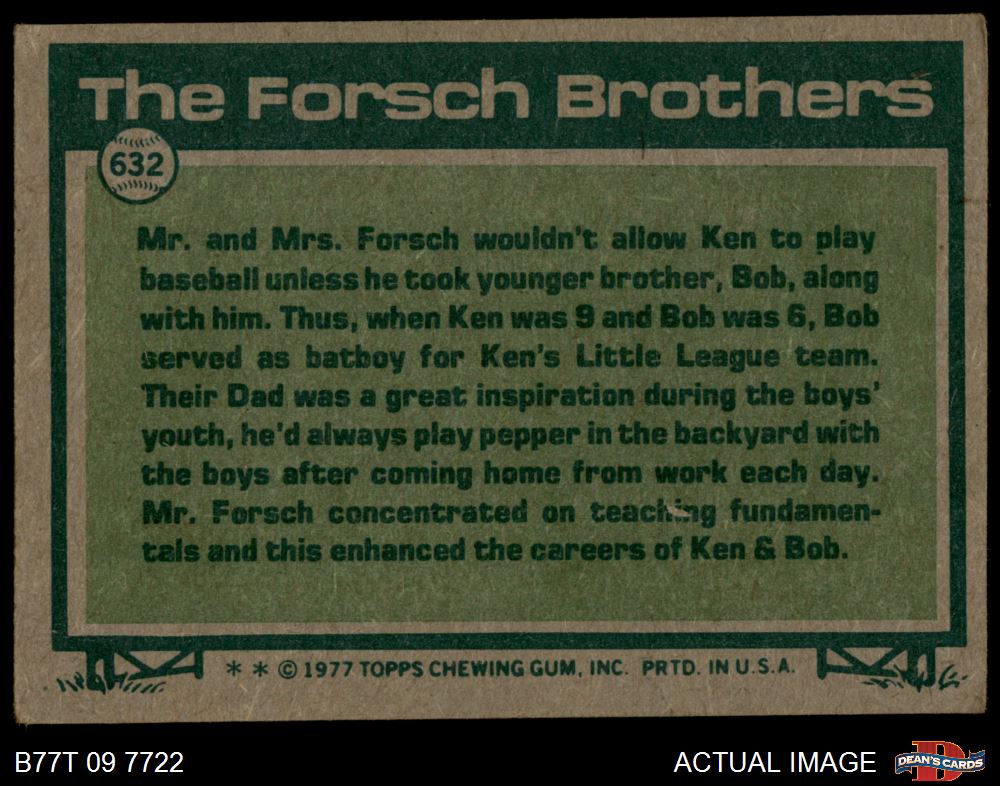 The Forsch Brothers
632
Mr. and Mrs. Forsch wouldn't allow Ken to play
baseball unless he took younger brother, Bob, along
with him. Thus, when Ken was 9 and Bob was 6, Bob
served as batboy for Ken's Little League team.
Their Dad was a great inspiration during the boys'
youth, he'd always play pepper in the backyard with
the boys after coming home from work each day.
Mr. Forsch concentrated on teaching fundamen-
tals and this enhanced the careers of Ken & Bob.
* * © 1977 TOPPS CHEWING GUM, INC. PRTD. IN U.S.A.
B77T 09 7722
ACTUAL IMAGE
D
DEAN'S CARDS